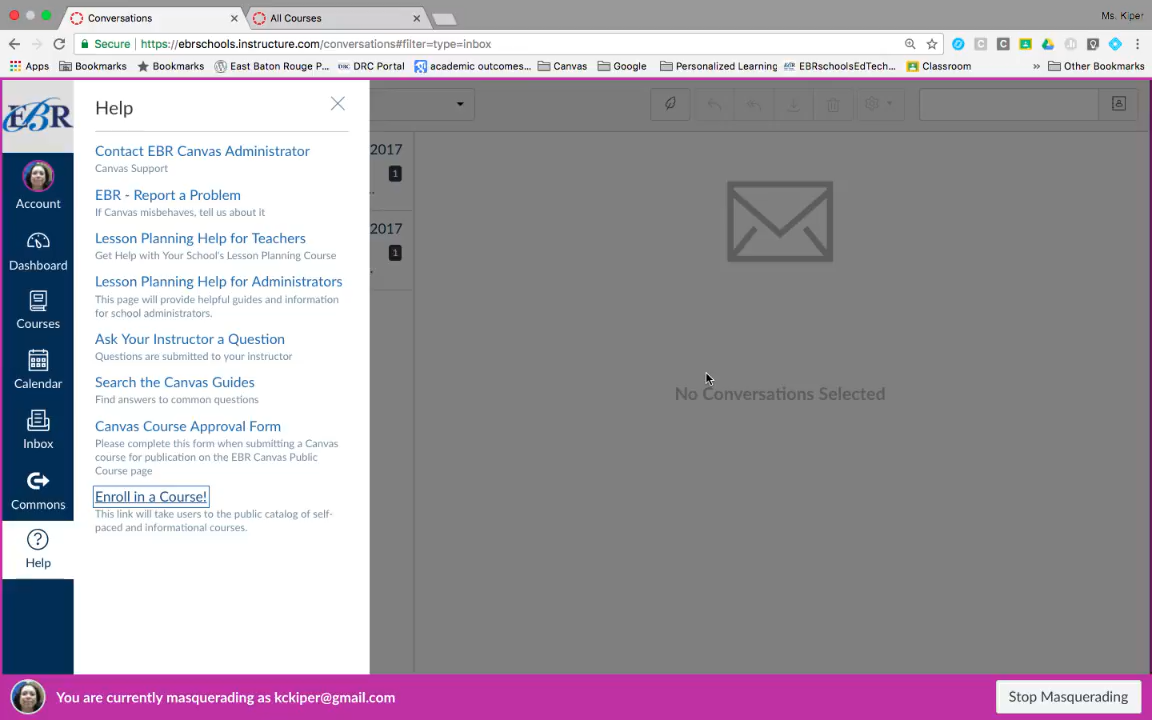 Conversations
All Courses
Ms. Kiper
Secure
https://ebrschools.instructure.com/conversations#filter=type=inbox
Apps
Bookmarks
Bookmarks
East Baton Rouge P...
DRC Portal
academic outcomes...
Canvas
Google
Personalized Learning
EBRschoolsEdTech...
Classroom
»
Other Bookmarks
EBR
Account
Dashboard
Courses
Calendar
Inbox
Commons
Help
Help
Contact EBR Canvas Administrator
Canvas Support
EBR - Report a Problem
If Canvas misbehaves, tell us about it
Lesson Planning Help for Teachers
Get Help with Your School's Lesson Planning Course
Lesson Planning Help for Administrators
This page will provide helpful guides and information
for school administrators.
Ask Your Instructor a Question
Questions are submitted to your instructor
Search the Canvas Guides
Find answers to common questions
Canvas Course Approval Form
Please complete this form when submitting a Canvas
course for publication on the EBR Canvas Public
Course page
Enroll in a Course!
This link will take users to the public catalog of self-
paced and informational courses.
2017
1
2017
1
No Conversations Selected
You are currently masquerading as kckiper@gmail.com
Stop Masquerading